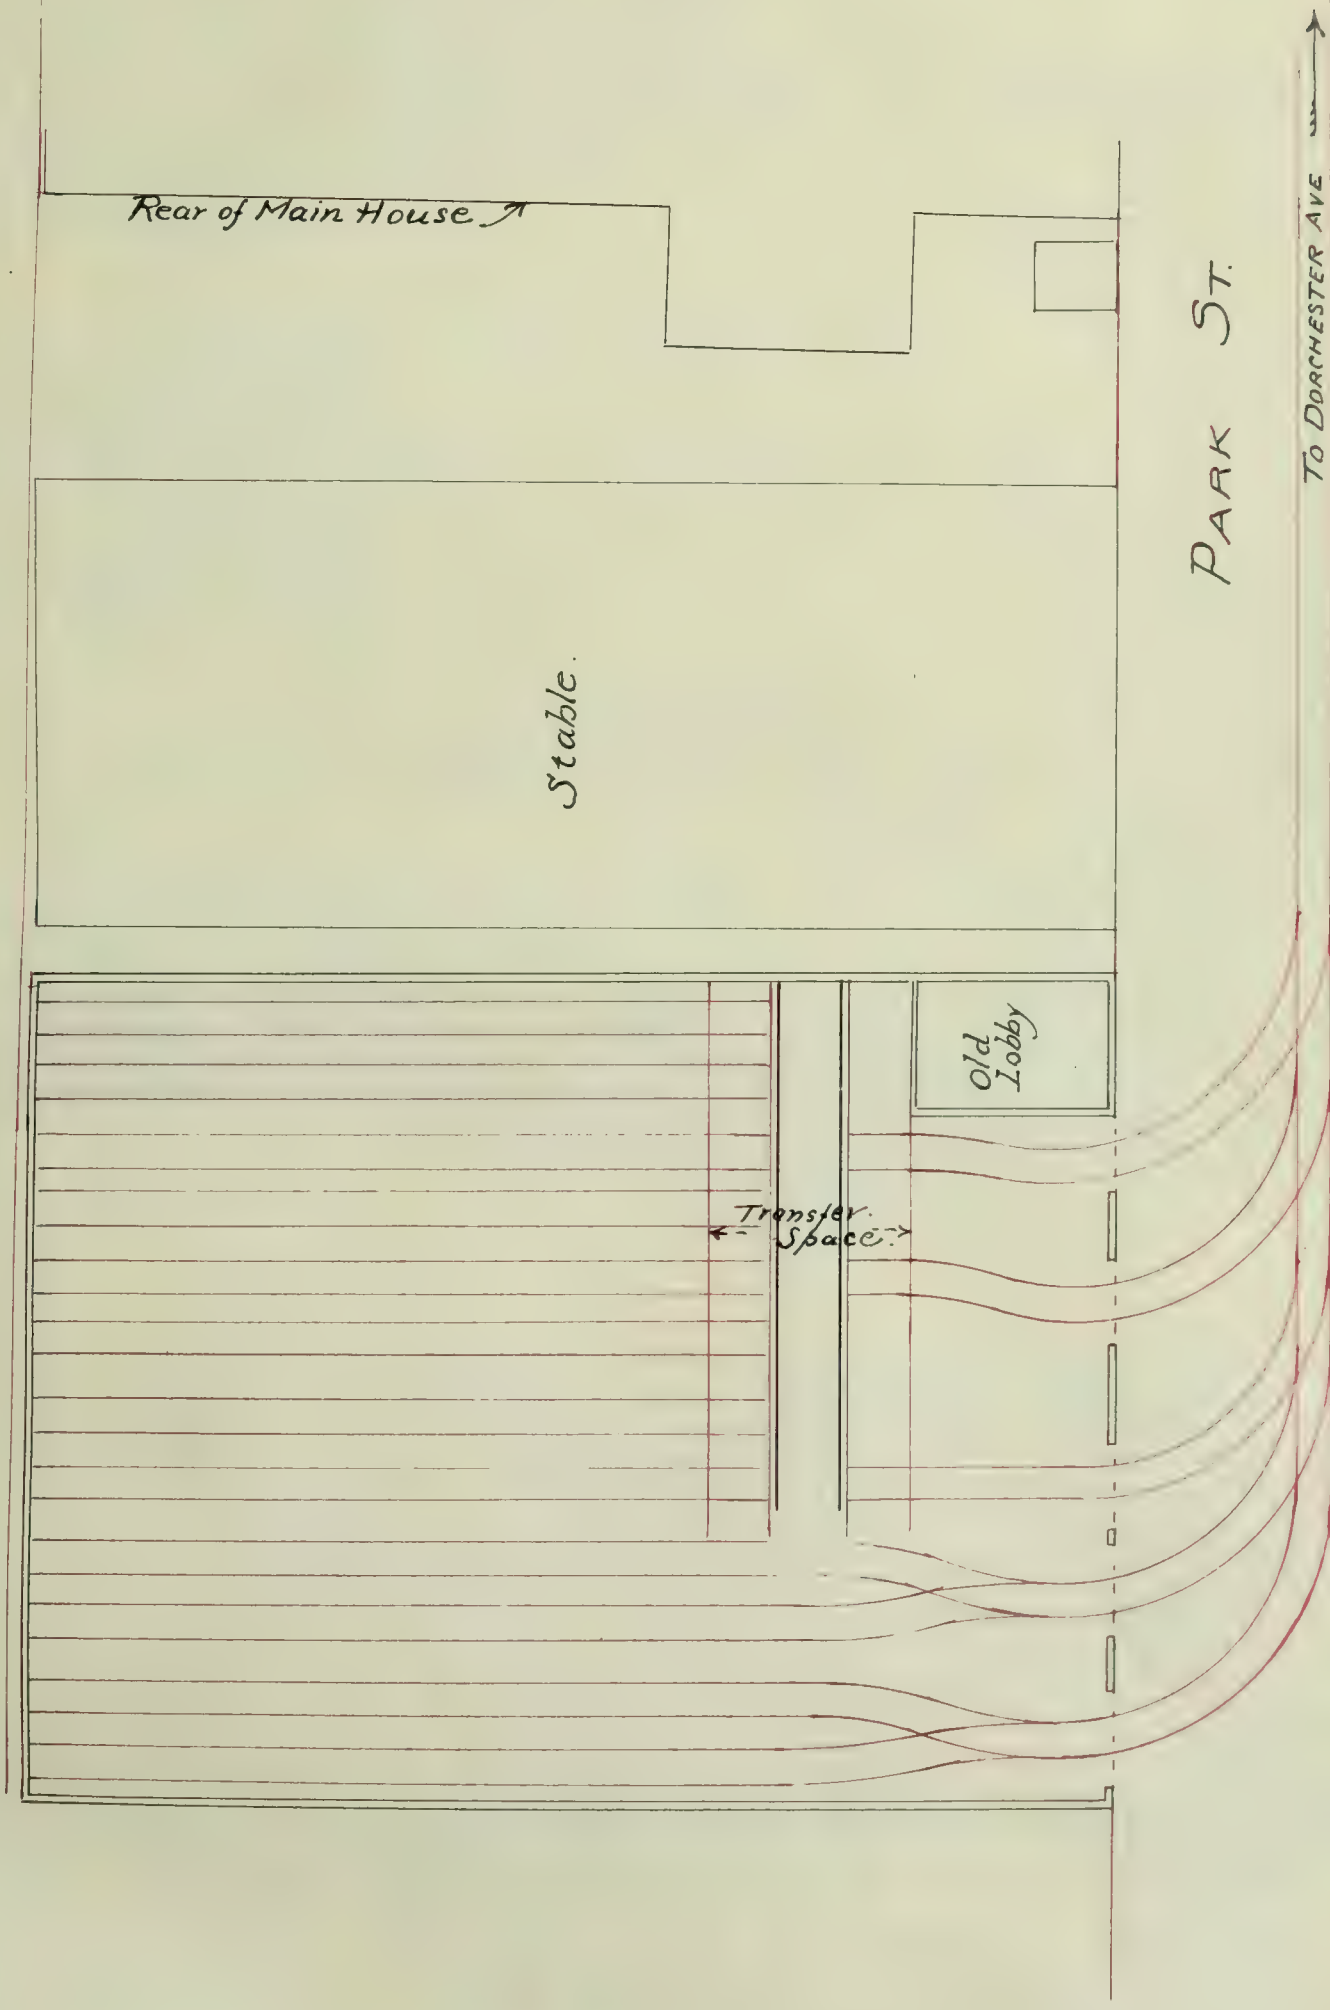 Rear of Main House
PARK ST.
TO DORCHESTER AVE
Stable.
Old
Lobby
Transfer.
Space.